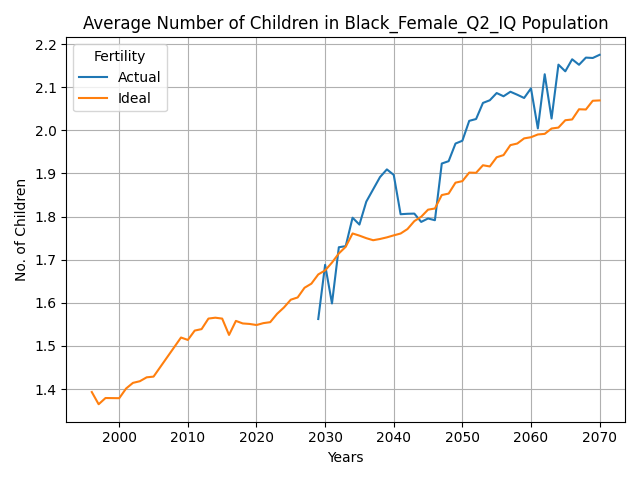 Average Number of Children in Black_Female_Q2_IQ Population
Fertility
Actual
Ideal
No. of Children
2.2
2.1
2.0
1.9
1.8
1.7
1.6
1.5
1.4
2000 2010 2020 2030 2040 2050 2060 2070
Years